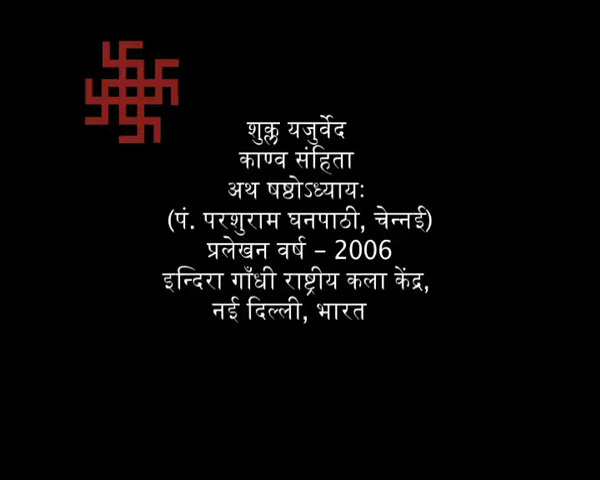 शुक्ल यजुर्वेद
काण्व संहिता
अथ षष्ठोऽध्याय:
(पं. परशुराम घनपाठी, चेन्नई)
प्रलेखन वर्ष – 2006
इन्दिरा गाँधी राष्ट्रीय कला केंद्र,
नई दिल्ली, भारत